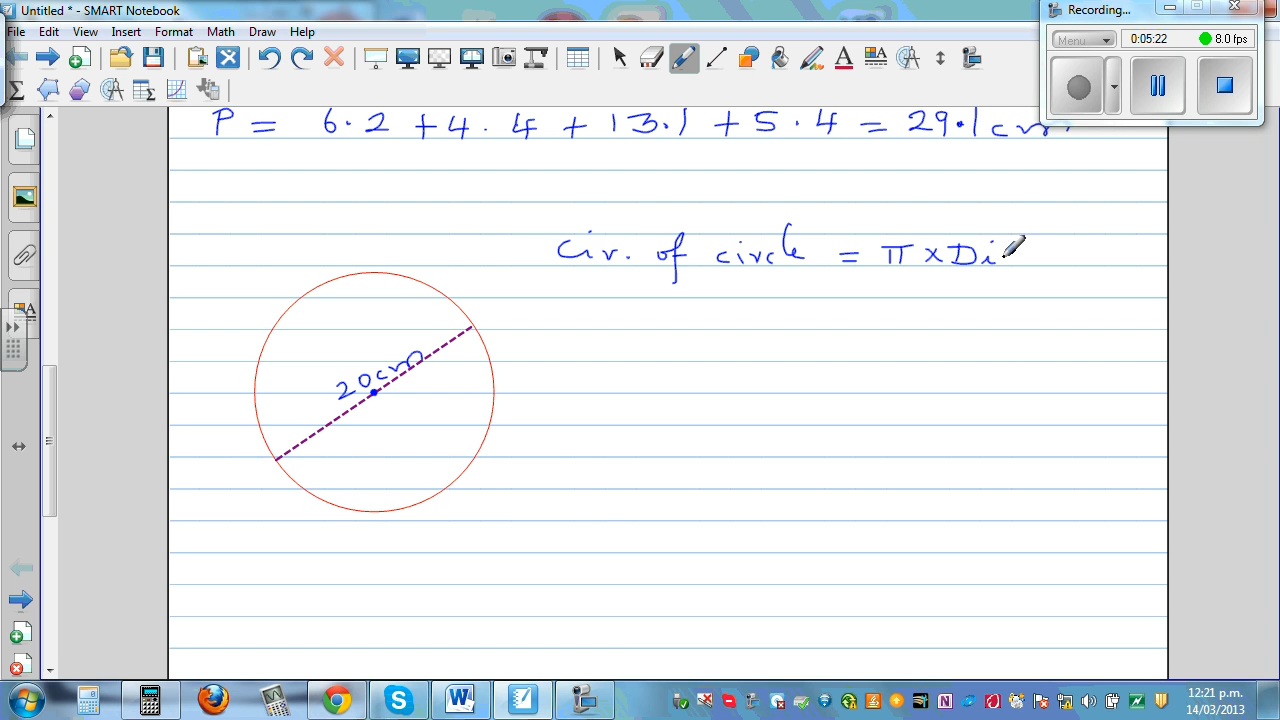 Untitled * - SMART Notebook
Recording...
File Edit View Insert Format Math Draw Help
Menu 0:05:22 8.0 fps
P = 6.2 + 4.4 + 13.1 + 5.4 = 29.1 cm
Cir. of circle = π × Di
20cm
12:21 p.m.
14/03/2013